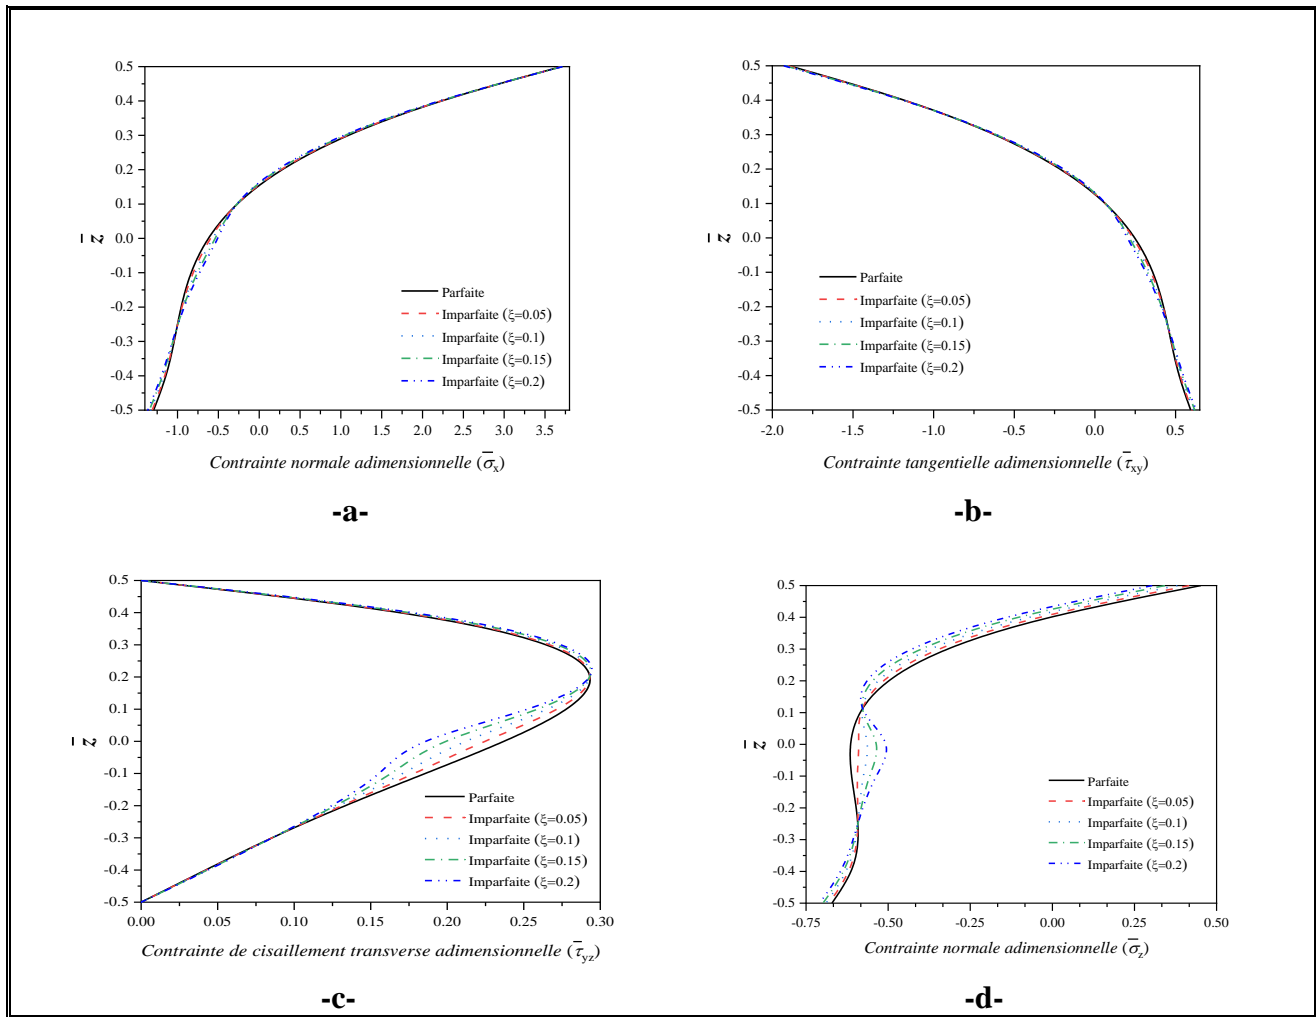 0.5
0.4
0.3
0.2
0.1
0.0
-0.1
-0.2
-0.3
-0.4
-0.5
z̄
Parfaite
Imparfaite (ξ=0.05)
Imparfaite (ξ=0.1)
Imparfaite (ξ=0.15)
Imparfaite (ξ=0.2)
-1.0 -0.5 0.0 0.5 1.0 1.5 2.0 2.5 3.0 3.5
Contrainte normale adimensionnelle (σ̄x)
-a-
0.5
0.4
0.3
0.2
0.1
0.0
-0.1
-0.2
-0.3
-0.4
-0.5
z̄
Parfaite
Imparfaite (ξ=0.05)
Imparfaite (ξ=0.1)
Imparfaite (ξ=0.15)
Imparfaite (ξ=0.2)
-2.0 -1.5 -1.0 -0.5 0.0 0.5
Contrainte tangentielle adimensionnelle (τ̄xy)
-b-
0.5
0.4
0.3
0.2
0.1
0.0
-0.1
-0.2
-0.3
-0.4
-0.5
z̄
Parfaite
Imparfaite (ξ=0.05)
Imparfaite (ξ=0.1)
Imparfaite (ξ=0.15)
Imparfaite (ξ=0.2)
0.00 0.05 0.10 0.15 0.20 0.25 0.30
Contrainte de cisaillement transverse adimensionnelle (τ̄yz)
-c-
0.5
0.4
0.3
0.2
0.1
0.0
-0.1
-0.2
-0.3
-0.4
-0.5
z̄
Parfaite
Imparfaite (ξ=0.05)
Imparfaite (ξ=0.1)
Imparfaite (ξ=0.15)
Imparfaite (ξ=0.2)
-0.75 -0.50 -0.25 0.00 0.25 0.50
Contrainte normale adimensionnelle (σ̄z)
-d-